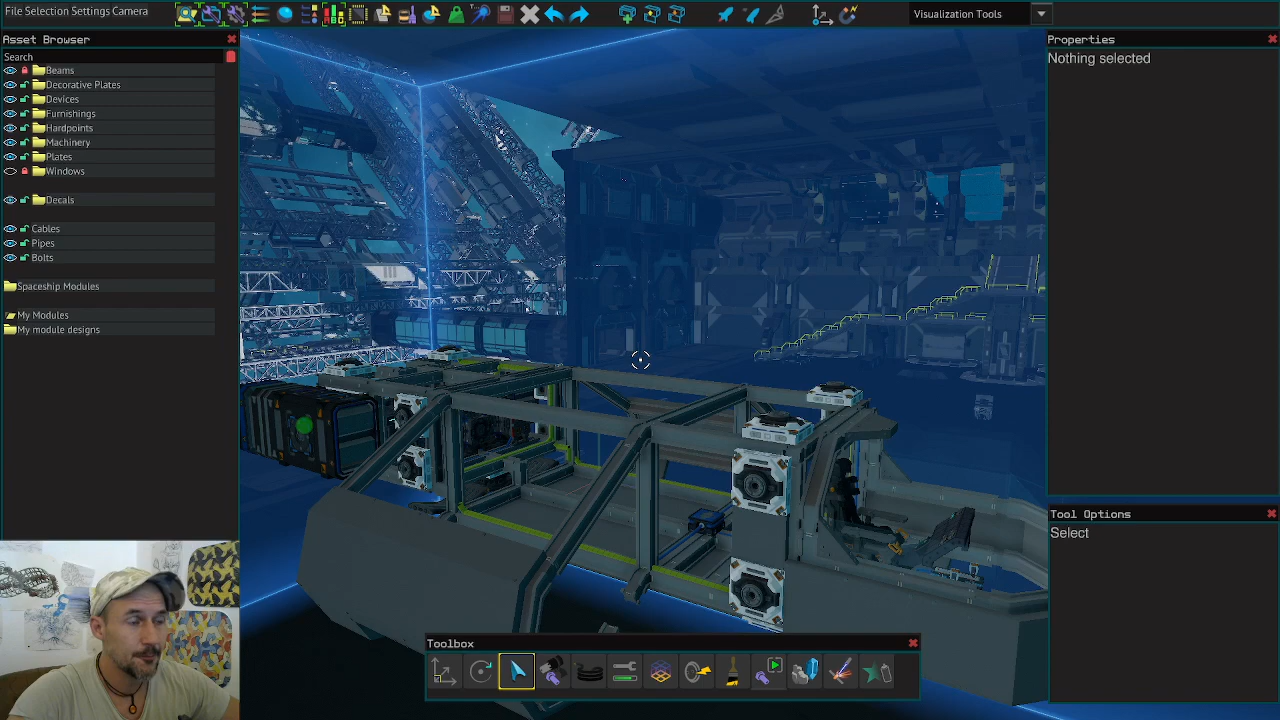 File Selection Settings Camera
Visualization Tools
Asset Browser
Search
Beams
Decorative Plates
Devices
Furnishings
Hardpoints
Machinery
Plates
Windows
Decals
Cables
Pipes
Bolts
Spaceship Modules
My Modules
My module designs
Properties
Nothing selected
Tool Options
Select
Toolbox